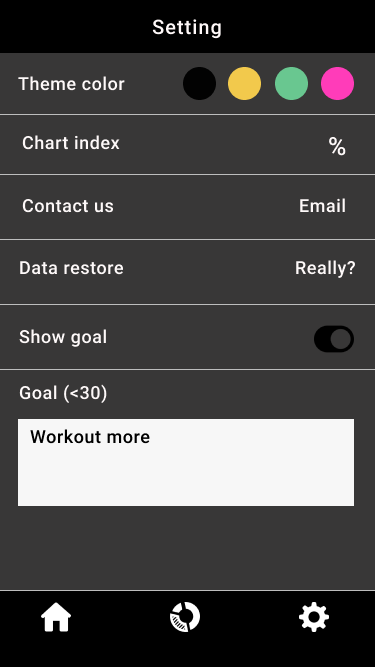 Setting
Theme color
Chart index %
Contact us Email
Data restore Really?
Show goal
Goal (<30)
Workout more